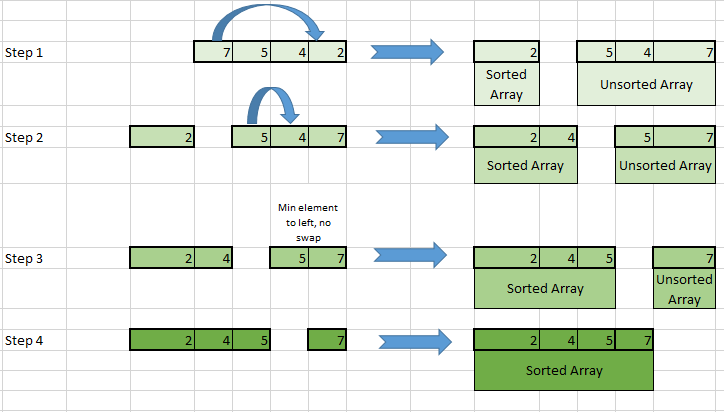 Step 1 7 5 4 2 2 5 4 7
Sorted
Array
Unsorted Array
Step 2 2 5 4 7 2 4 5 7
Sorted Array Unsorted Array
Min element
to left, no
swap
Step 3 2 4 5 7 2 4 5 7
Sorted Array
Unsorted
Array
Step 4 2 4 5 7 2 4 5 7
Sorted Array